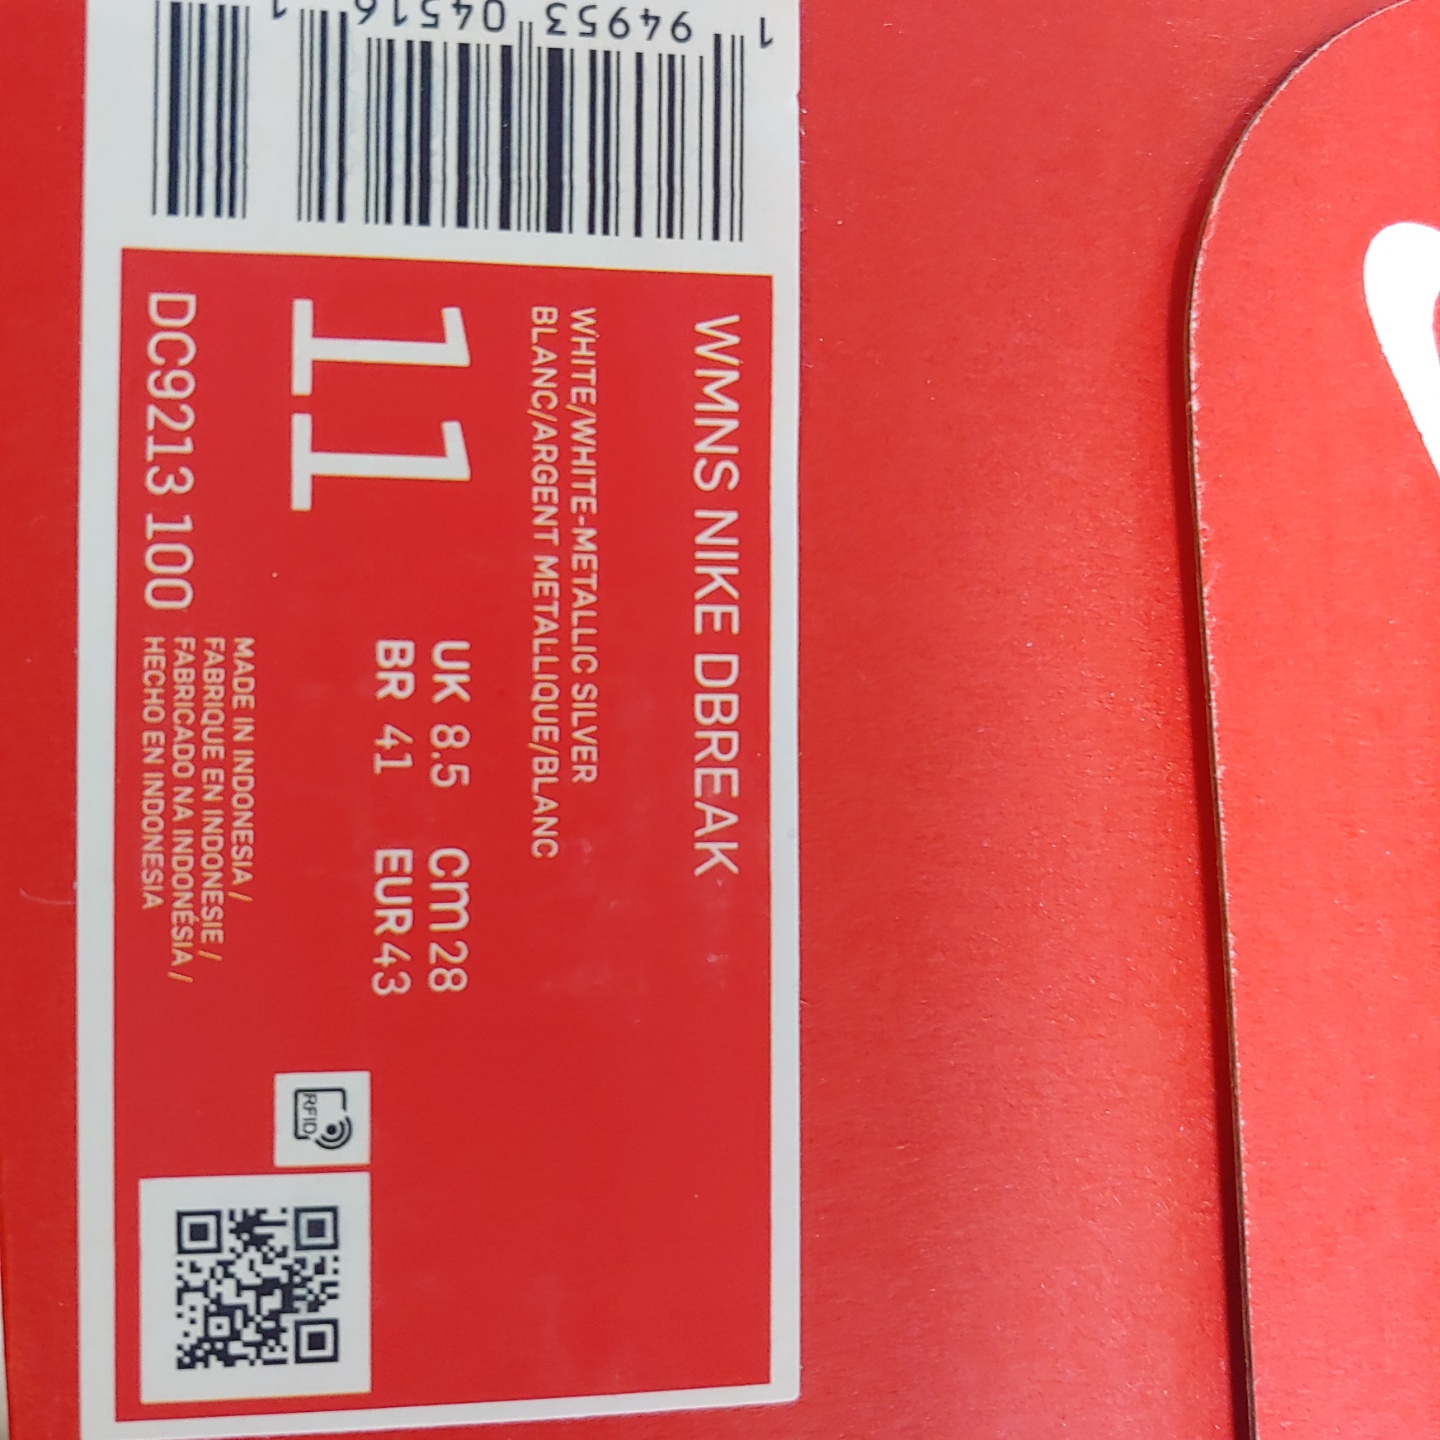 WMNS NIKE DBREAK
WHITE/WHITE-METALLIC SILVER
BLANC/ARGENT METALLIQUE/BLANC
11
UK 8.5 cm 28
BR 41 EUR 43
DC9213 100
MADE IN INDONESIA /
FABRIQUE EN INDONESIE /
FABRICADO NA INDONÉSIA /
HECHO EN INDONESIA
RFID
1 94953 04516 1